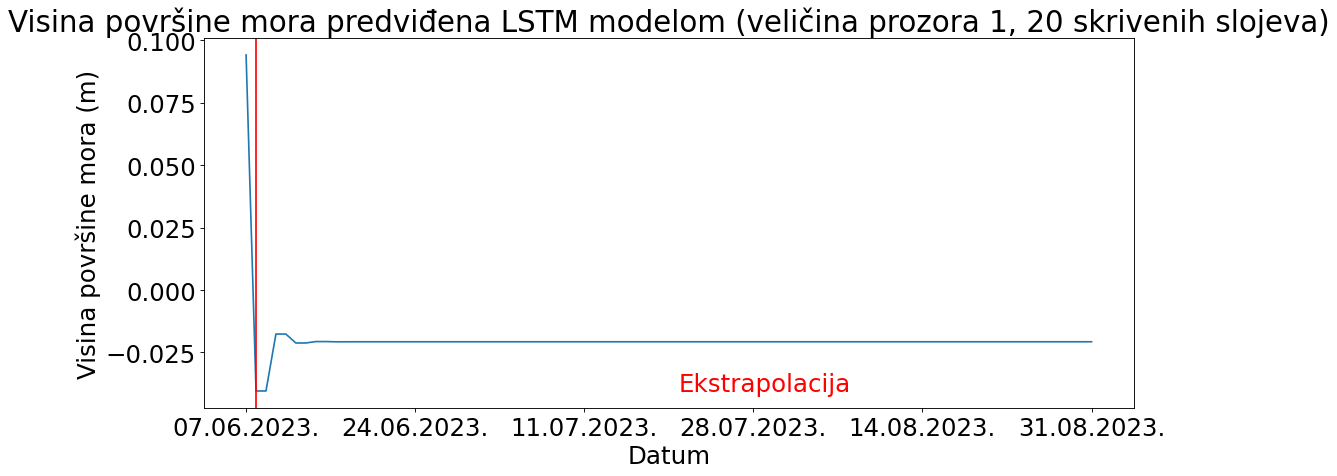 Visina površine mora predviđena LSTM modelom (veličina prozora 1, 20 skrivenih slojeva)
Visina površine mora (m)
0.100
0.075
0.050
0.025
0.000
−0.025
Ekstrapolacija
07.06.2023. 24.06.2023. 11.07.2023. 28.07.2023. 14.08.2023. 31.08.2023.
Datum